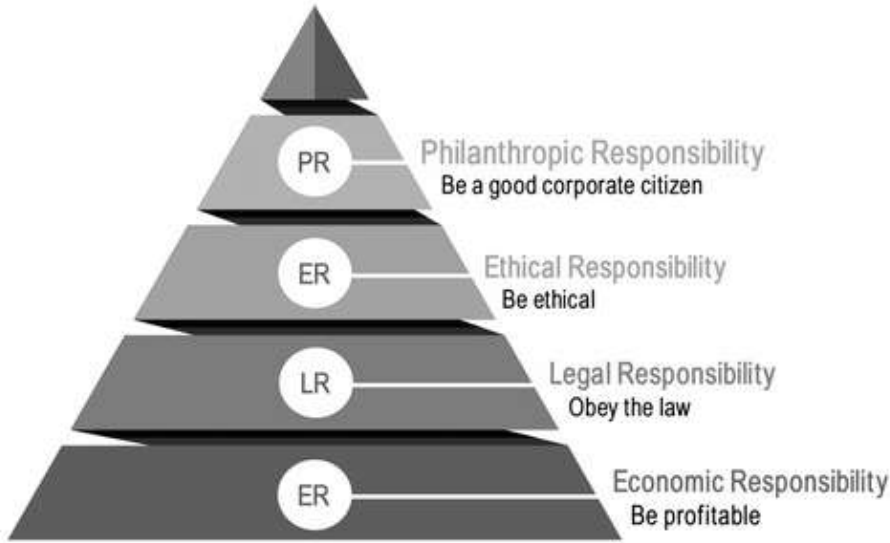 PR
Philanthropic Responsibility
Be a good corporate citizen
ER
Ethical Responsibility
Be ethical
LR
Legal Responsibility
Obey the law
ER
Economic Responsibility
Be profitable